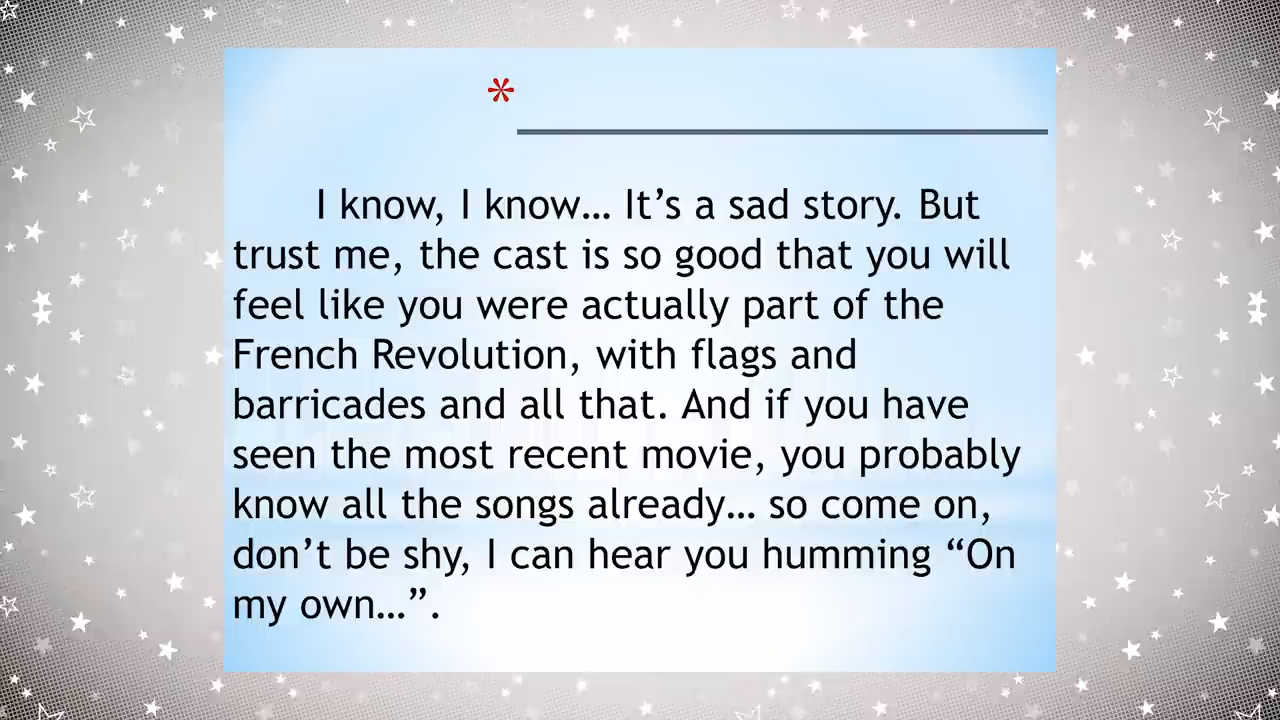 *
I know, I know… It’s a sad story. But
trust me, the cast is so good that you will
feel like you were actually part of the
French Revolution, with flags and
barricades and all that. And if you have
seen the most recent movie, you probably
know all the songs already… so come on,
don’t be shy, I can hear you humming “On
my own…”.